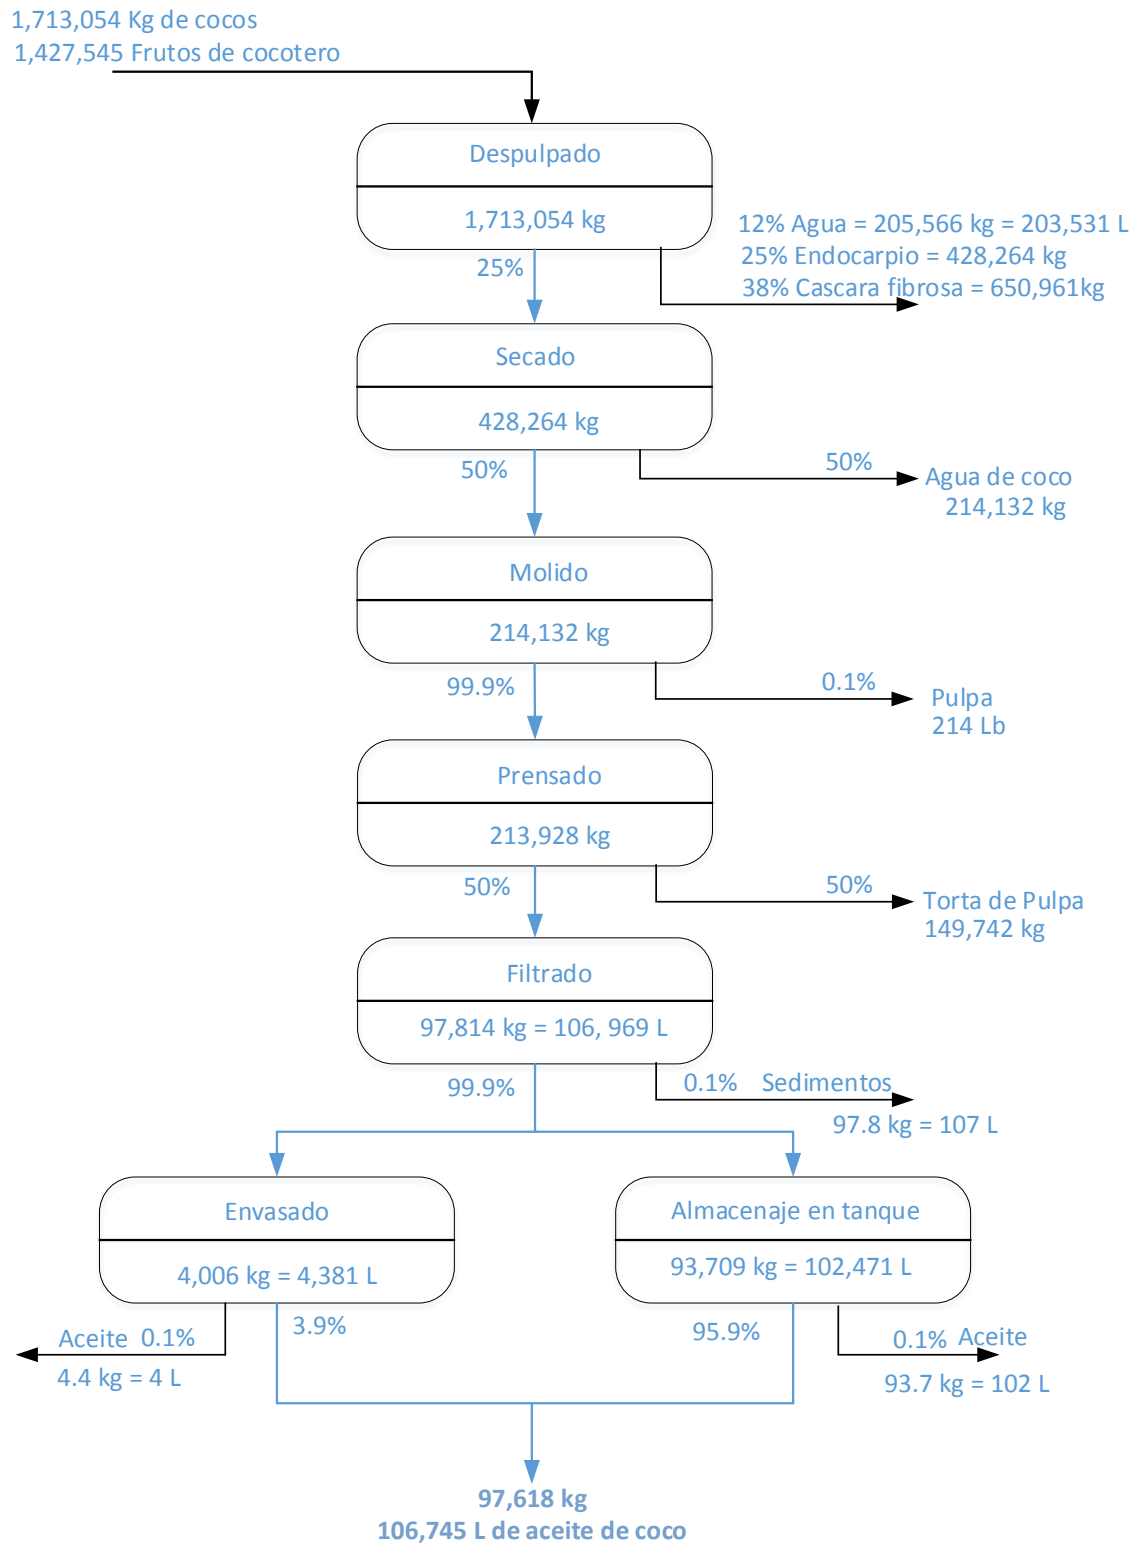 1,713,054 Kg de cocos
1,427,545 Frutos de cocotero
Despulpado
1,713,054 kg
12% Agua = 205,566 kg = 203,531 L
25% Endocarpio = 428,264 kg
38% Cascara fibrosa = 650,961kg
25%
Secado
428,264 kg
50%
50%
Agua de coco
214,132 kg
Molido
214,132 kg
99.9%
0.1%
Pulpa
214 Lb
Prensado
213,928 kg
50%
50%
Torta de Pulpa
149,742 kg
Filtrado
97,814 kg = 106, 969 L
99.9%
0.1% Sedimentos
97.8 kg = 107 L
Envasado
4,006 kg = 4,381 L
Almacenaje en tanque
93,709 kg = 102,471 L
Aceite 0.1%
4.4 kg = 4 L
3.9%
95.9%
0.1% Aceite
93.7 kg = 102 L
97,618 kg
106,745 L de aceite de coco